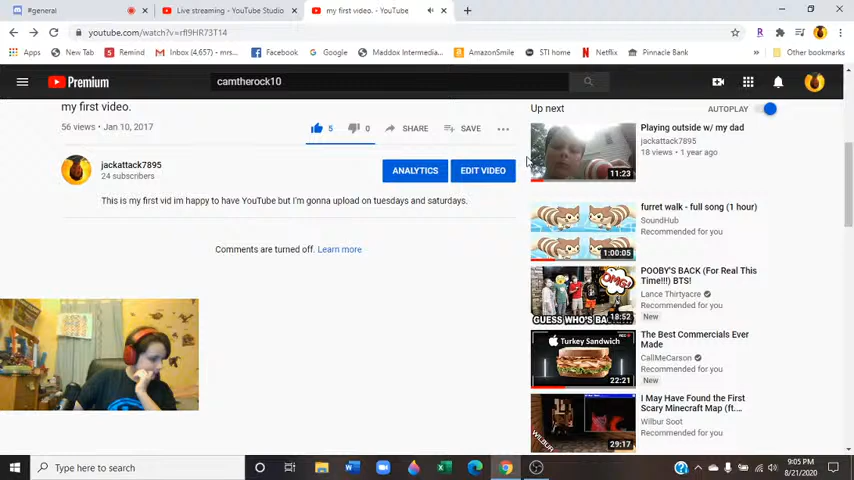 #general
Live streaming - YouTube Studio
my first video. - YouTube
youtube.com/watch?v=rfI9HR73T14
Apps
New Tab
Remind
Inbox (4,657) - mrs...
Facebook
Google
Maddox Intermedia...
AmazonSmile
STI home
Netflix
Pinnacle Bank
Other bookmarks
Premium
camtherock10
my first video.
56 views • Jan 10, 2017
5
0
SHARE
SAVE
jackattack7895
24 subscribers
ANALYTICS
EDIT VIDEO
This is my first vid im happy to have YouTube but I'm gonna upload on tuesdays and saturdays.
Comments are turned off. Learn more
Up next
AUTOPLAY
11:23
Playing outside w/ my dad
jackattack7895
18 views • 1 year ago
1:00:05
furret walk - full song (1 hour)
SoundHub
Recommended for you
OMG!
GUESS WHO'S BA
18:52
POOBY'S BACK (For Real This
Time!!!) BTS!
Lance Thirtyacre
Recommended for you
New
Turkey Sandwich
22:21
The Best Commercials Ever
Made
CallMeCarson
Recommended for you
New
WILBUR
29:17
I May Have Found the First
Scary Minecraft Map (ft....
Wilbur Soot
Recommended for you
Type here to search
9:05 PM
8/21/2020